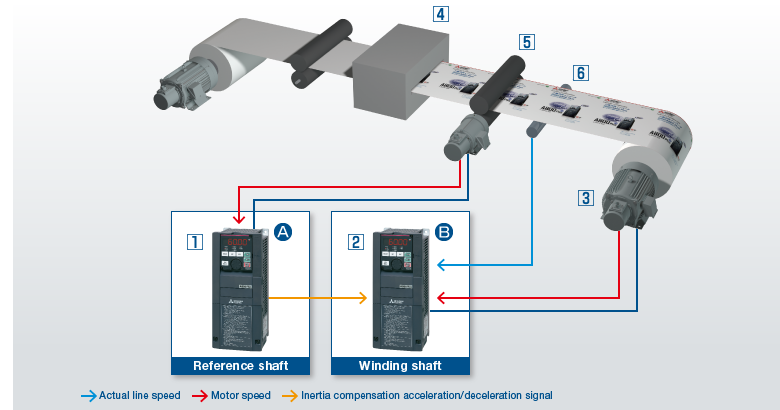 4
5
6
3
1
A
2
B
Reference shaft
Winding shaft
Actual line speed
Motor speed
Inertia compensation acceleration/deceleration signal